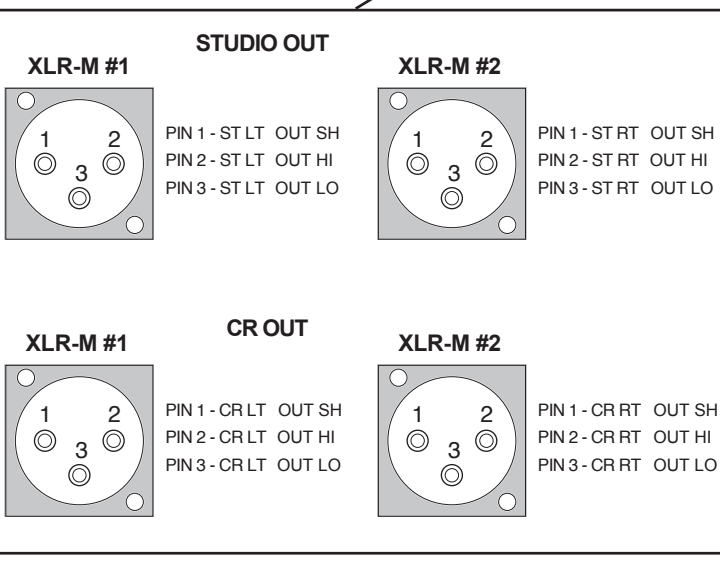 STUDIO OUT
XLR-M #1
XLR-M #2
1 2
3
PIN 1 - ST LT OUT SH
PIN 2 - ST LT OUT HI
PIN 3 - ST LT OUT LO
1 2
3
PIN 1 - ST RT OUT SH
PIN 2 - ST RT OUT HI
PIN 3 - ST RT OUT LO
CR OUT
XLR-M #1
XLR-M #2
1 2
3
PIN 1 - CR LT OUT SH
PIN 2 - CR LT OUT HI
PIN 3 - CR LT OUT LO
1 2
3
PIN 1 - CR RT OUT SH
PIN 2 - CR RT OUT HI
PIN 3 - CR RT OUT LO